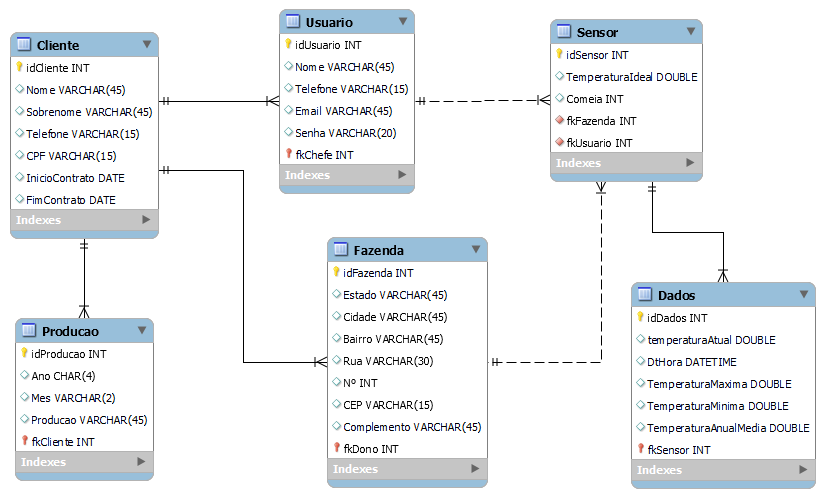 Cliente
idCliente INT
Nome VARCHAR(45)
Sobrenome VARCHAR(45)
Telefone VARCHAR(15)
CPF VARCHAR(15)
InicioContrato DATE
FimContrato DATE
Indexes
Usuario
idUsuario INT
Nome VARCHAR(45)
Telefone VARCHAR(15)
Email VARCHAR(45)
Senha VARCHAR(20)
fkChefe INT
Indexes
Sensor
idSensor INT
TemperaturaIdeal DOUBLE
Comeia INT
fkFazenda INT
fkUsuario INT
Indexes
Producao
idProducao INT
Ano CHAR(4)
Mes VARCHAR(2)
Producao VARCHAR(45)
fkCliente INT
Indexes
Fazenda
idFazenda INT
Estado VARCHAR(45)
Cidade VARCHAR(45)
Bairro VARCHAR(45)
Rua VARCHAR(30)
Nº INT
CEP VARCHAR(15)
Complemento VARCHAR(45)
fkDono INT
Indexes
Dados
idDados INT
temperaturaAtual DOUBLE
DtHora DATETIME
TemperaturaMaxima DOUBLE
TemperaturaMinima DOUBLE
TemperaturaAnualMedia DOUBLE
fkSensor INT
Indexes